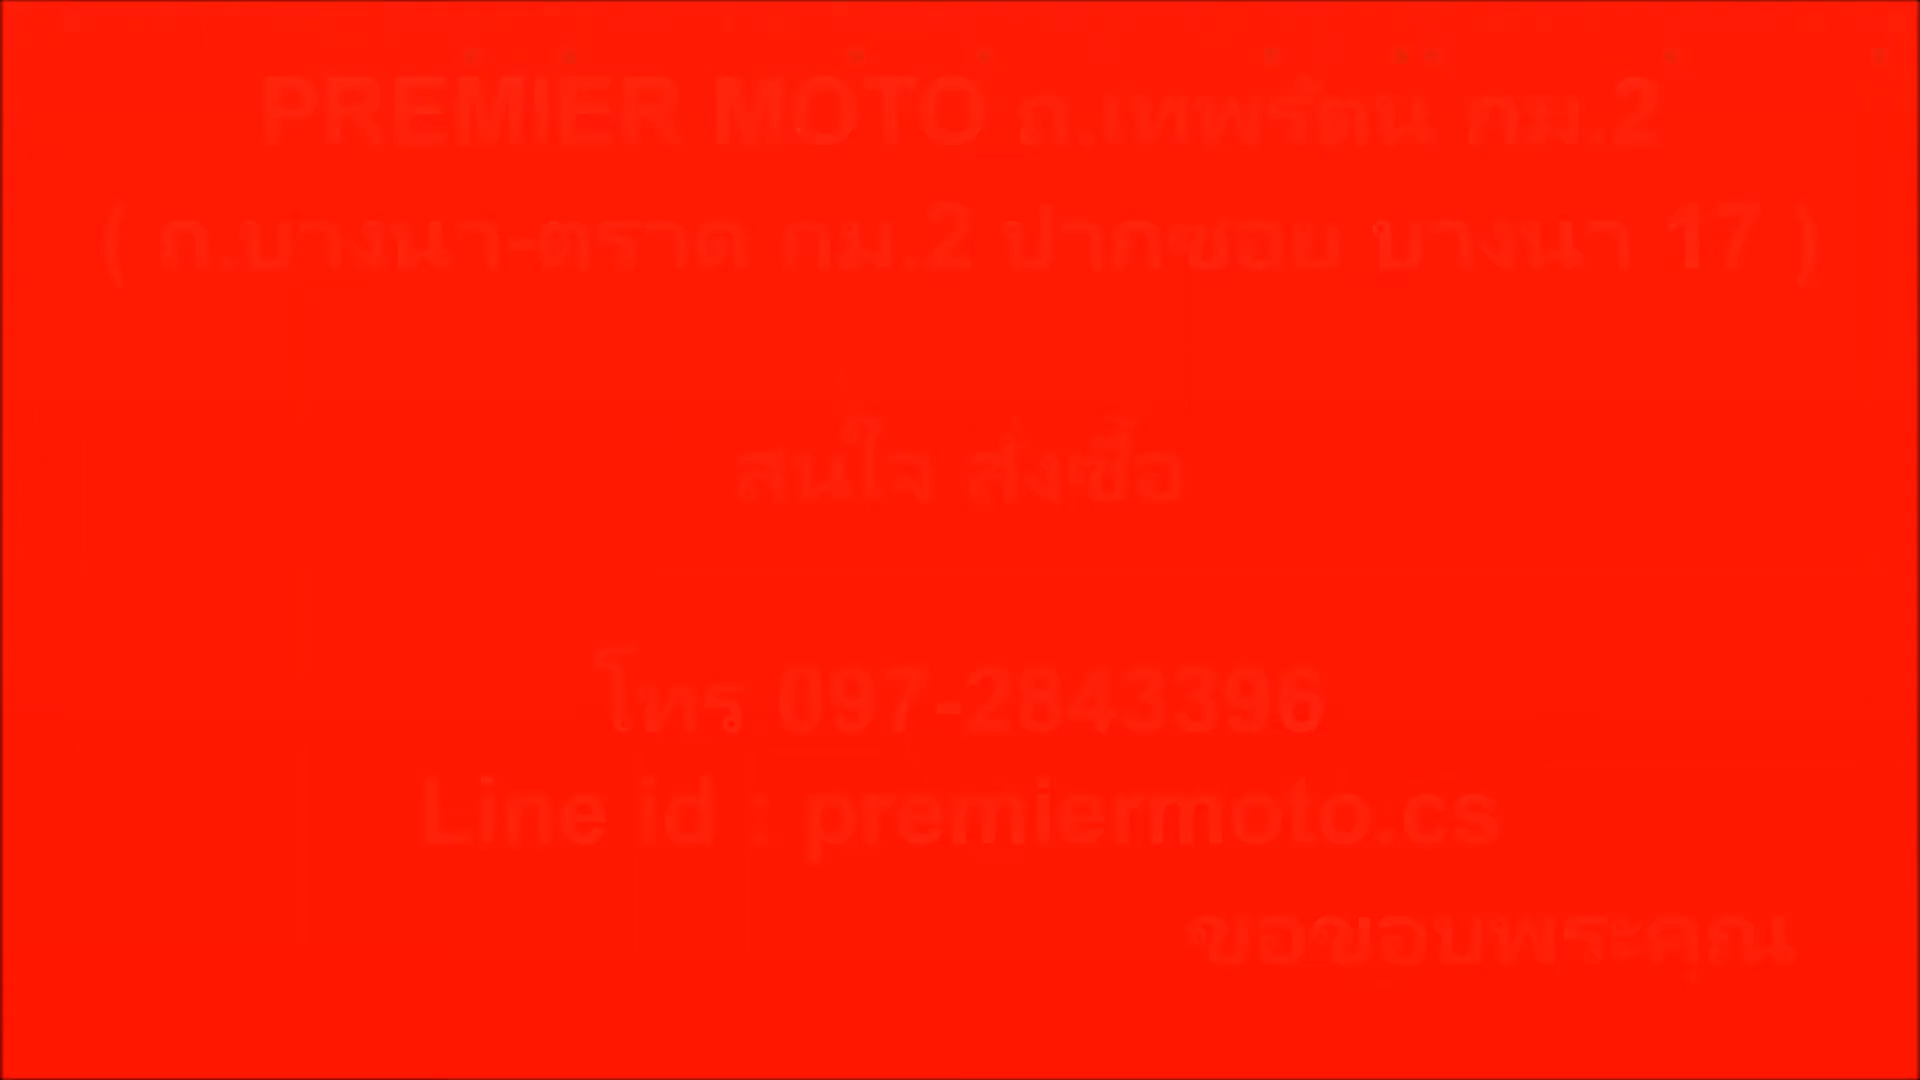 PREMIER MOTO ถ.เทพรัตน กม.2
( ถ.บางนา-ตราด กม.2 ปากซอย บางนา 17 )
สนใจ สั่งซื้อ
โทร 097-2843396
Line id : premiermoto.cs
ขอขอบพระคุณ